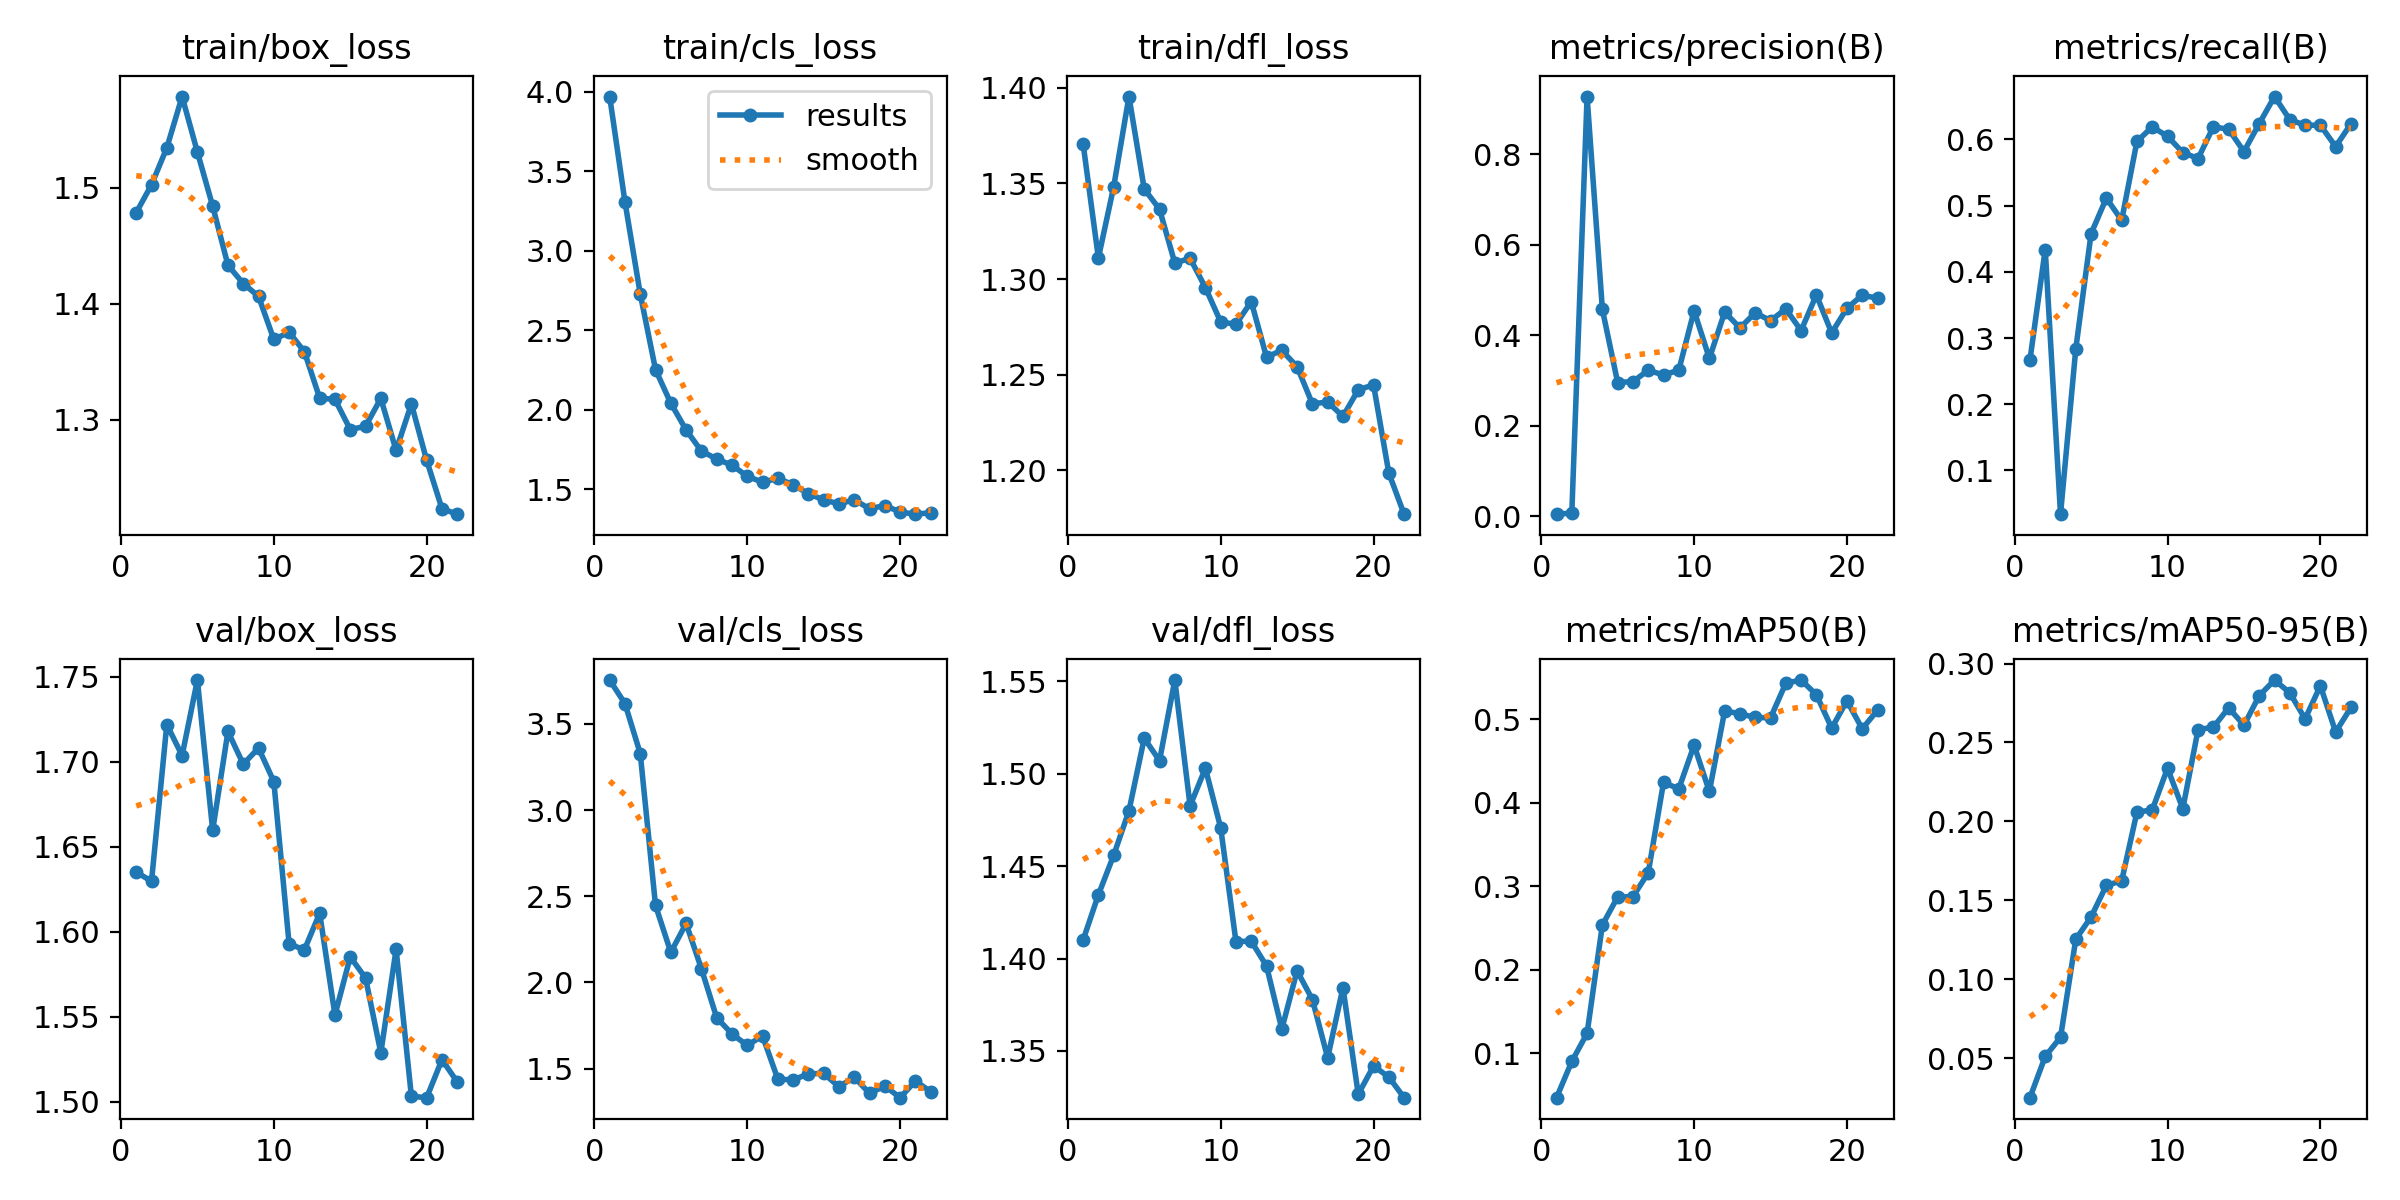 train/box_loss
train/cls_loss
train/dfl_loss
metrics/precision(B)
metrics/recall(B)
1.5
1.4
1.3
0 10 20
4.0
3.5
3.0
2.5
2.0
1.5
results
smooth
0 10 20
1.40
1.35
1.30
1.25
1.20
0 10 20
0.8
0.6
0.4
0.2
0.0
0 10 20
0.6
0.5
0.4
0.3
0.2
0.1
0 10 20
val/box_loss
val/cls_loss
val/dfl_loss
metrics/mAP50(B)
metrics/mAP50-95(B)
1.75
1.70
1.65
1.60
1.55
1.50
0 10 20
3.5
3.0
2.5
2.0
1.5
0 10 20
1.55
1.50
1.45
1.40
1.35
0 10 20
0.5
0.4
0.3
0.2
0.1
0 10 20
0.30
0.25
0.20
0.15
0.10
0.05
0 10 20